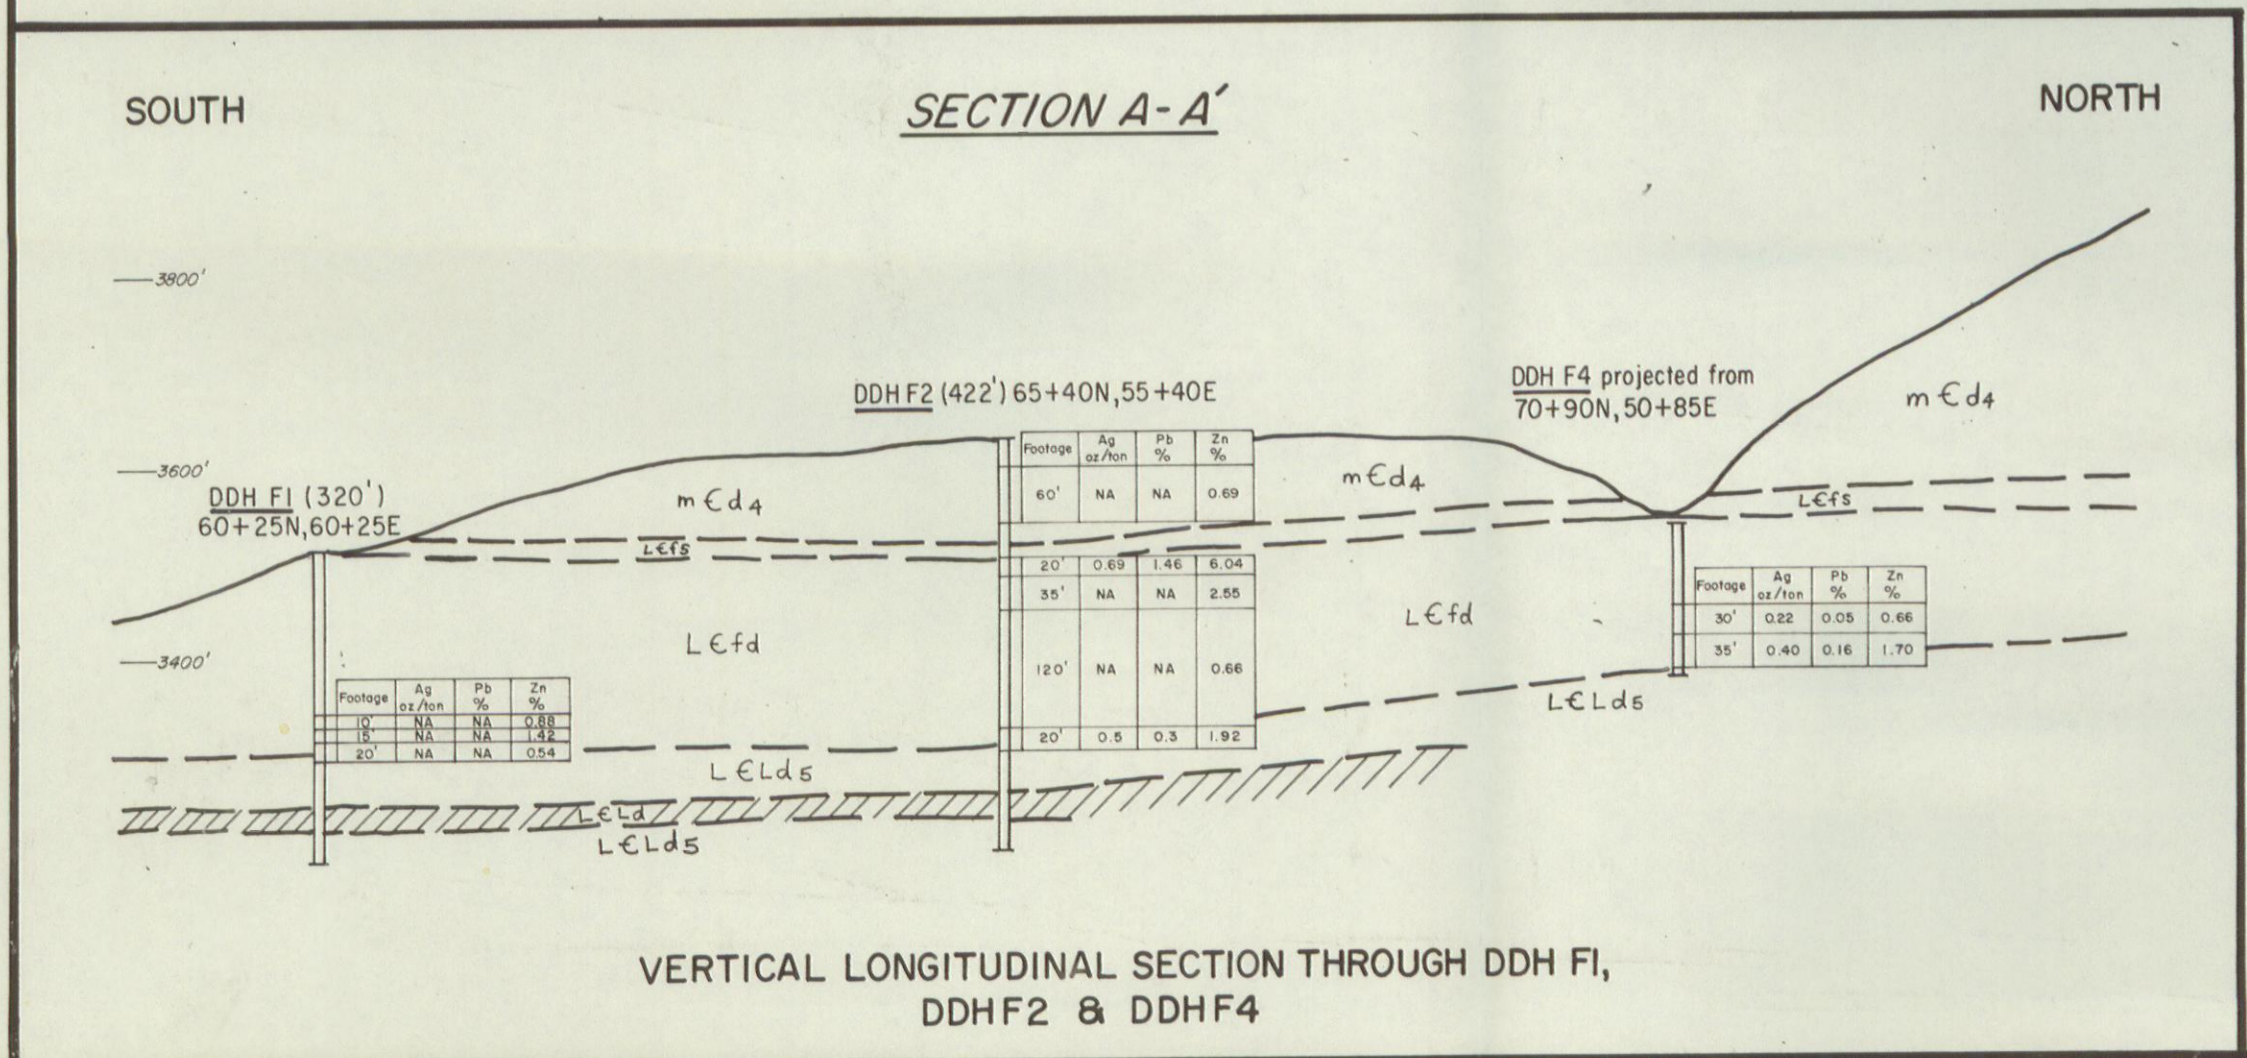 SOUTH
SECTION A-A'
NORTH
3800'
DDH F2 (422') 65+40N,55+40E
DDH F4 projected from
70+90N, 50+85E
m€d4
3600'
DDH F1 (320')
60+25N,60+25E
m€d4
Footage Ag oz/ton Pb % Zn %
60' NA NA 0.69
m€d4
L€fs
L€fs
20' 0.69 1.46 6.04
35' NA NA 2.55
120' NA NA 0.66
20' 0.5 0.3 1.92
L€fd
L€fd
Footage Ag oz/ton Pb % Zn %
30' 0.22 0.05 0.66
35' 0.40 0.16 1.70
3400'
Footage Ag oz/ton Pb % Zn %
10' NA NA 0.88
15' NA NA 1.42
20' NA NA 0.54
L€Ld5
L€Ld5
L€Ld
L€Ld5
VERTICAL LONGITUDINAL SECTION THROUGH DDH F1,
DDH F2 & DDH F4